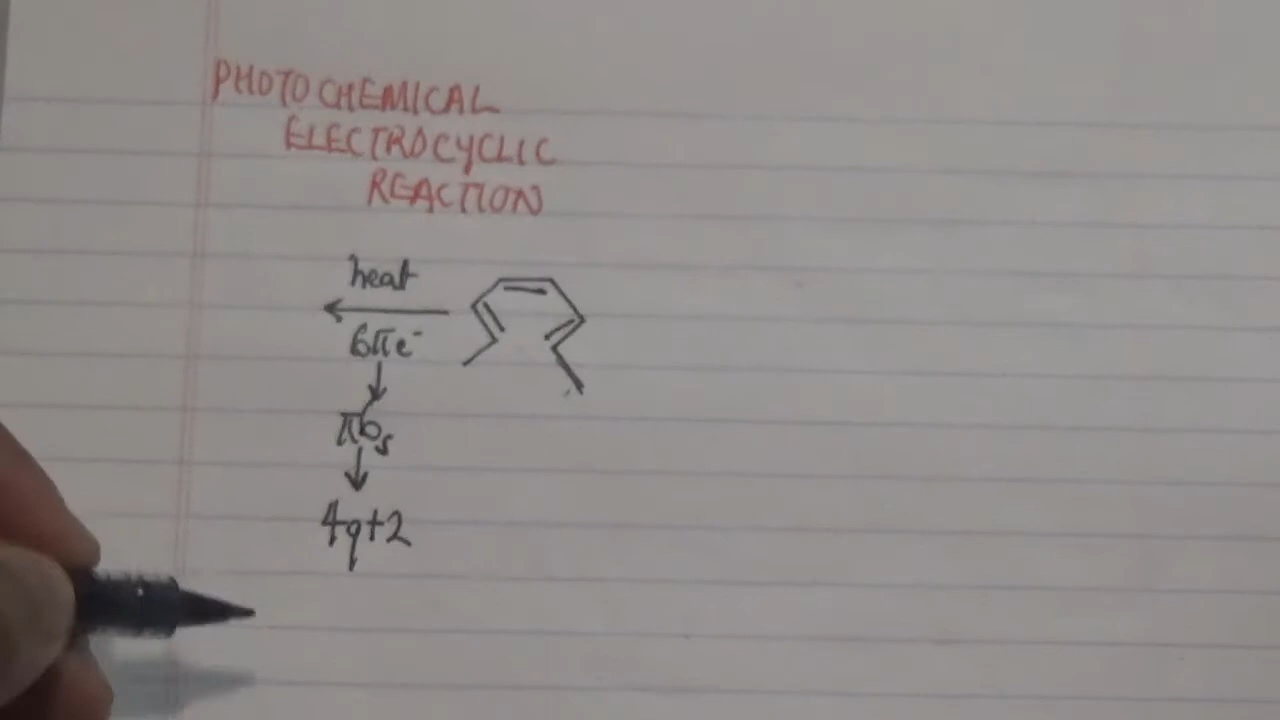 PHOTOCHEMICAL
ELECTROCYCLIC
REACTION
heat
6πe⁻
π6s
4q+2